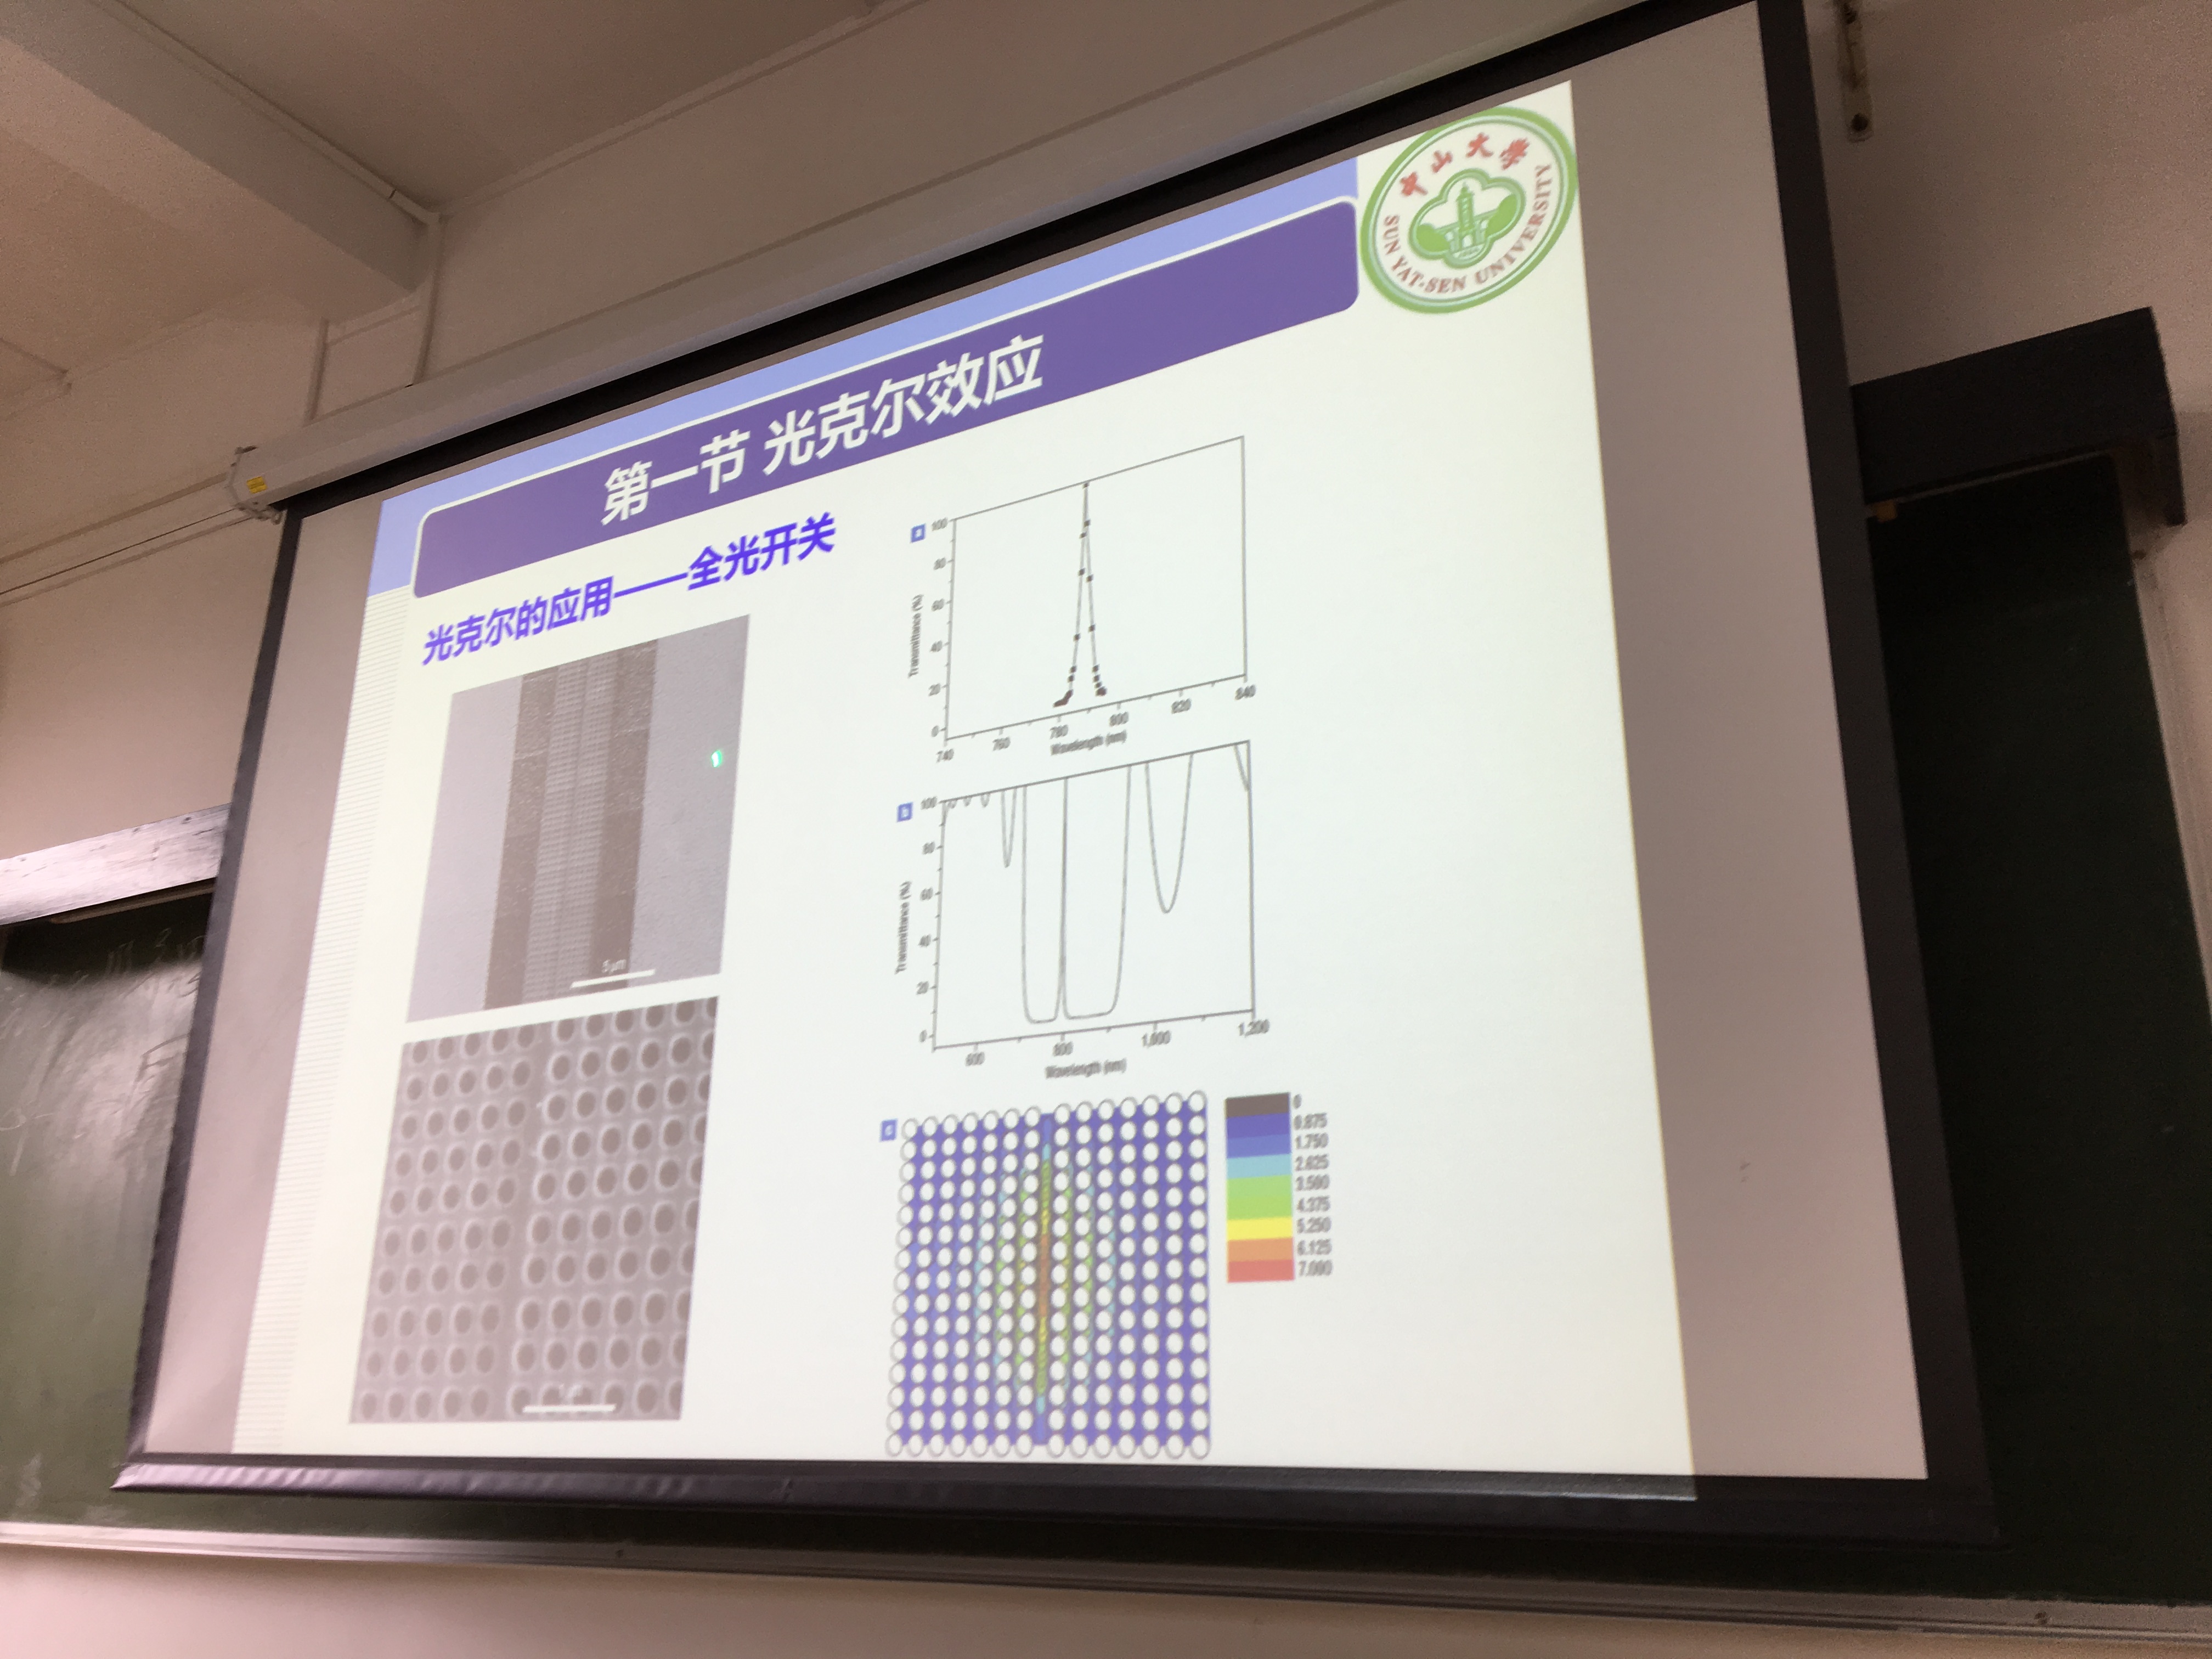 中山大学
SUN YAT-SEN UNIVERSITY
第一节 光克尔效应
光克尔的应用——全光开关
5 μm
a
100
80
60
40
20
0
Transmittance (%)
740
760
780
800
820
840
Wavelength (nm)
b
100
80
60
40
20
0
Transmittance (%)
600
800
1,000
1,200
Wavelength (nm)
c
0
0.875
1.750
2.625
3.500
4.375
5.250
6.125
7.000